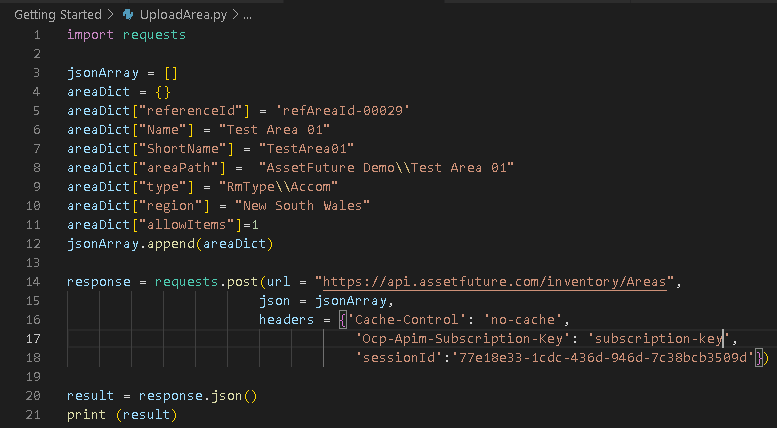 Getting Started > UploadArea.py > ...
1 import requests
2
3 jsonArray = []
4 areaDict = {}
5 areaDict["referenceId"] = 'refAreaId-00029'
6 areaDict["Name"] = "Test Area 01"
7 areaDict["ShortName"] = "TestArea01"
8 areaDict["areaPath"] =  "AssetFuture Demo\\Test Area 01"
9 areaDict["type"] = "RmType\\Accom"
10 areaDict["region"] = "New South Wales"
11 areaDict["allowItems"]=1
12 jsonArray.append(areaDict)
13
14 response = requests.post(url = "https://api.assetfuture.com/inventory/Areas",
15 json = jsonArray,
16 headers = {'Cache-Control': 'no-cache',
17 'Ocp-Apim-Subscription-Key': 'subscription-key',
18 'sessionId':'77e18e33-1cdc-436d-946d-7c38bcb3509d'})
19
20 result = response.json()
21 print (result)